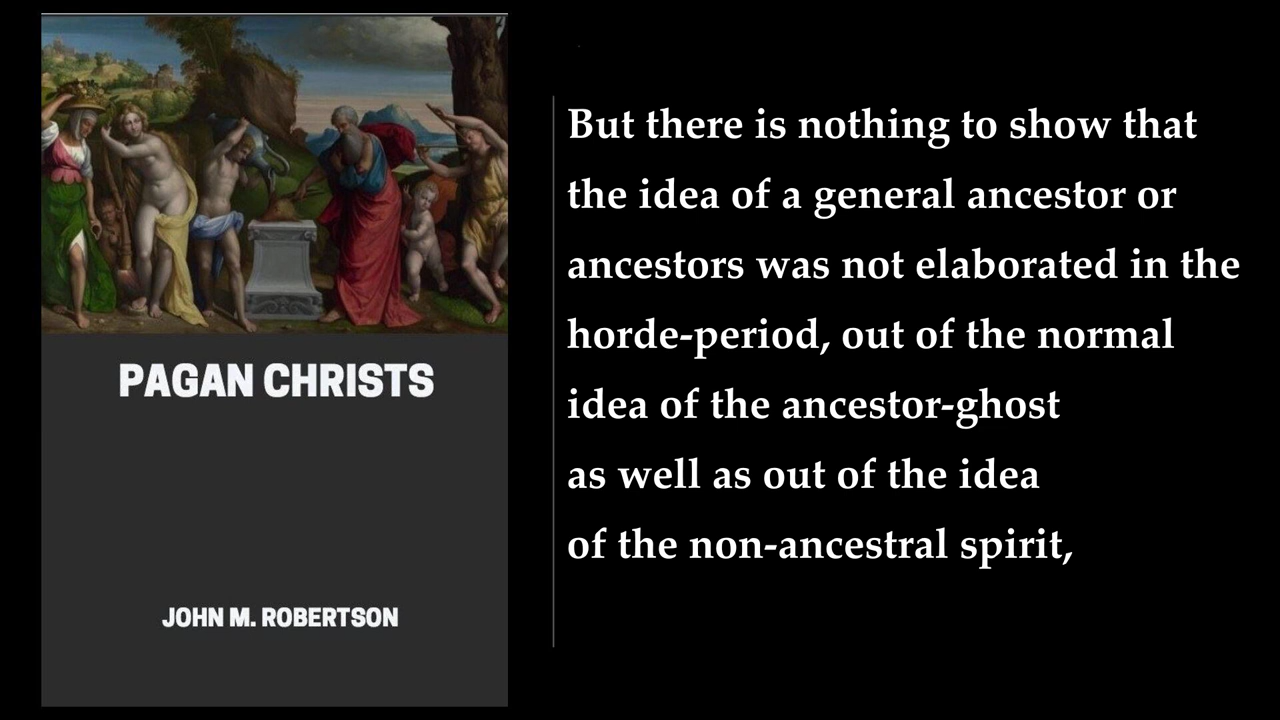 PAGAN CHRISTS
JOHN M. ROBERTSON
But there is nothing to show that
the idea of a general ancestor or
ancestors was not elaborated in the
horde-period, out of the normal
idea of the ancestor-ghost
as well as out of the idea
of the non-ancestral spirit,